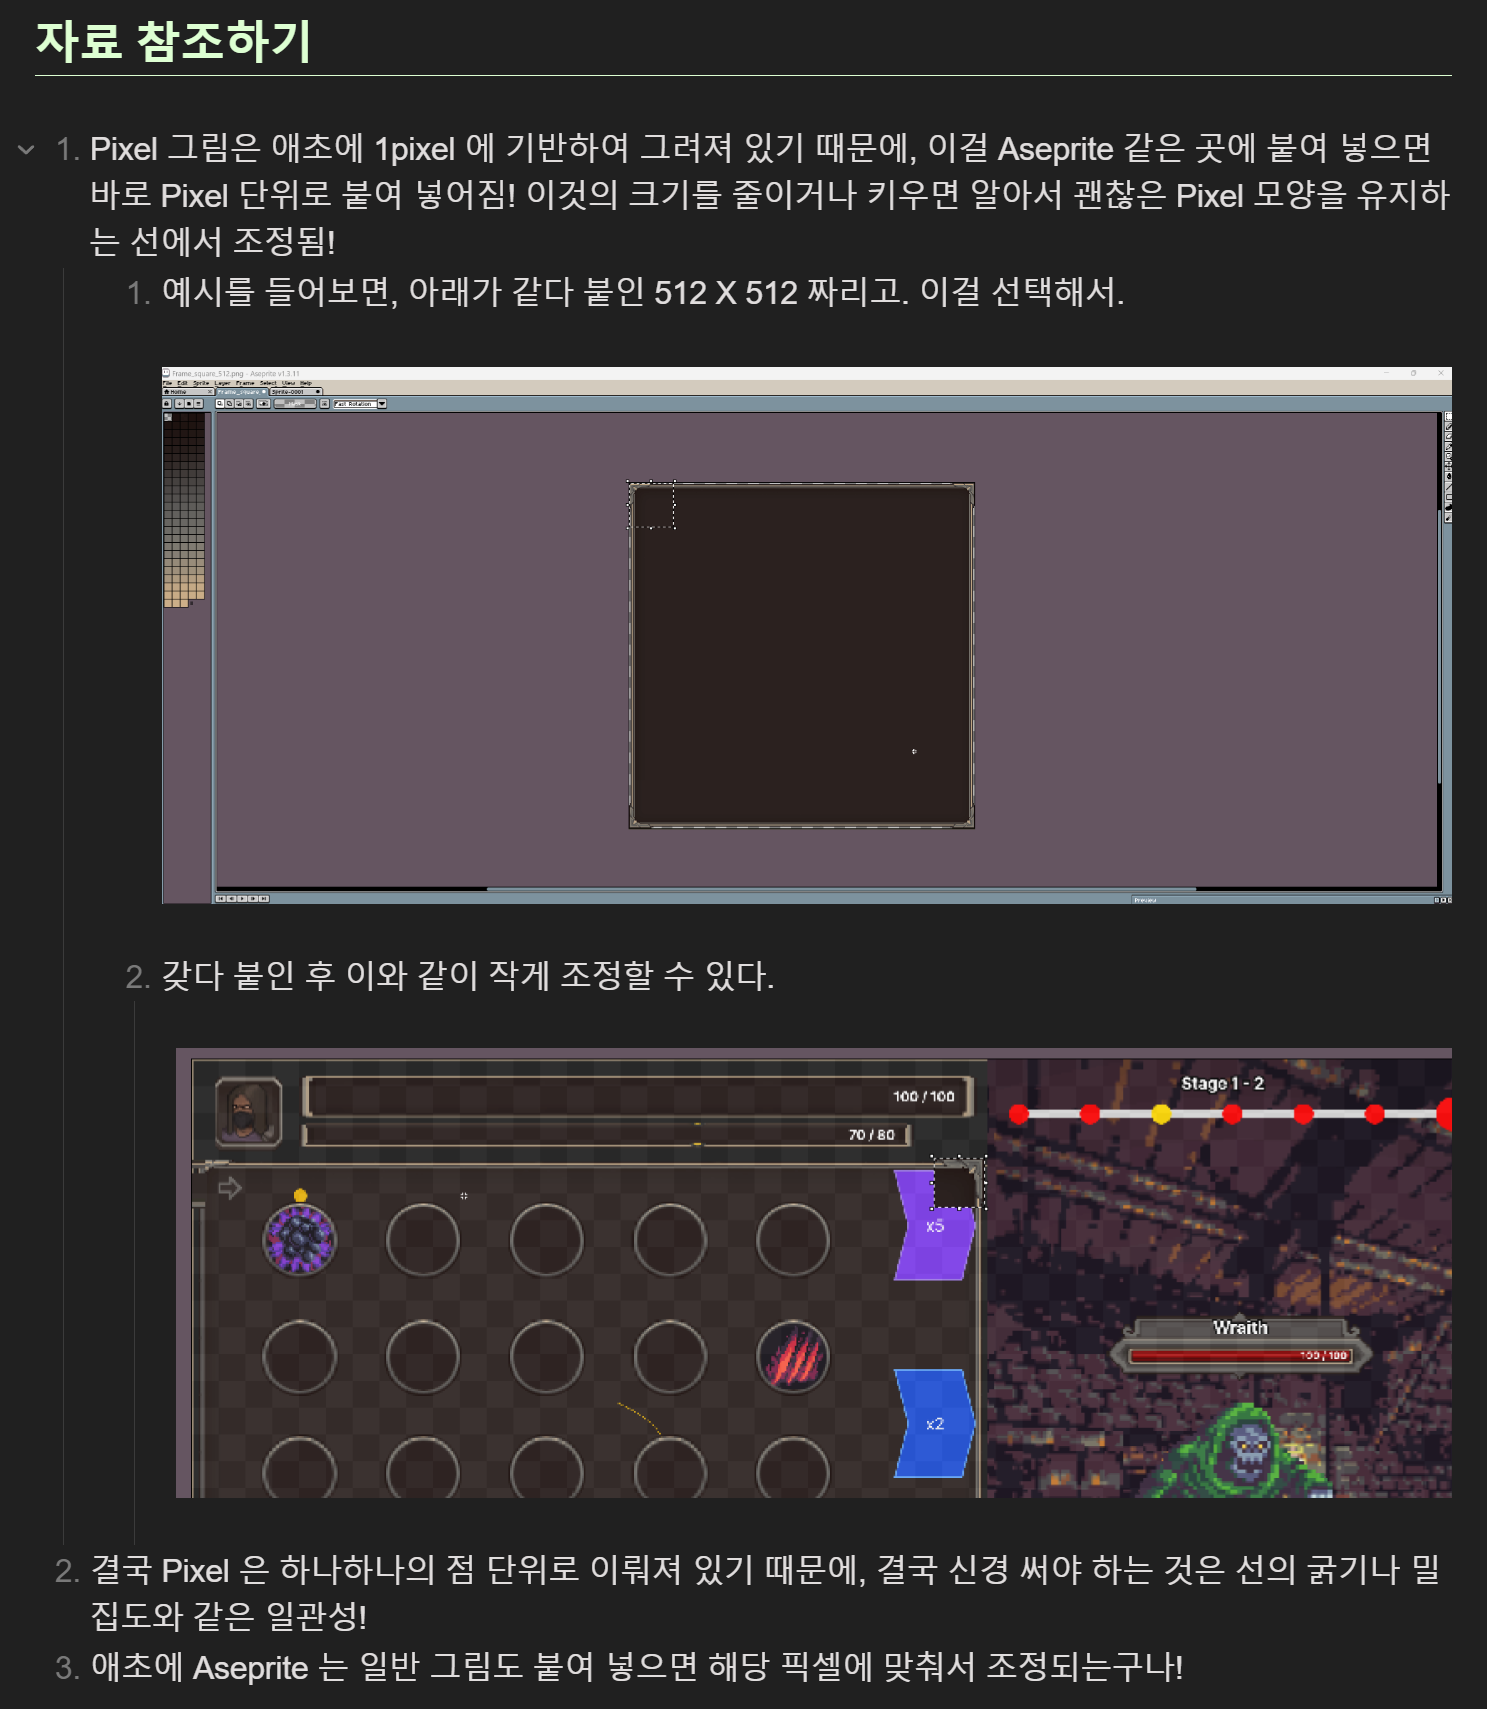 자료 참조하기
1. Pixel 그림은 애초에 1pixel 에 기반하여 그려져 있기 때문에, 이걸 Aseprite 같은 곳에 붙여 넣으면
바로 Pixel 단위로 붙여 넣어짐! 이것의 크기를 줄이거나 키우면 알아서 괜찮은 Pixel 모양을 유지하
는 선에서 조정됨!
1. 예시를 들어보면, 아래가 같다 붙인 512 X 512 짜리고. 이걸 선택해서.
Frame_square_512.png - Aseprite v1.3.11
File Edit Sprite Layer Frame Select View Help
Home Frame_square_ Sprite-0001
Fast Rotation
Preview
2. 갖다 붙인 후 이와 같이 작게 조정할 수 있다.
100 / 100
70 / 80
Stage 1 - 2
x5
Wraith
100 / 100
x2
2. 결국 Pixel 은 하나하나의 점 단위로 이뤄져 있기 때문에, 결국 신경 써야 하는 것은 선의 굵기나 밀
집도와 같은 일관성!
3. 애초에 Aseprite 는 일반 그림도 붙여 넣으면 해당 픽셀에 맞춰서 조정되는구나!